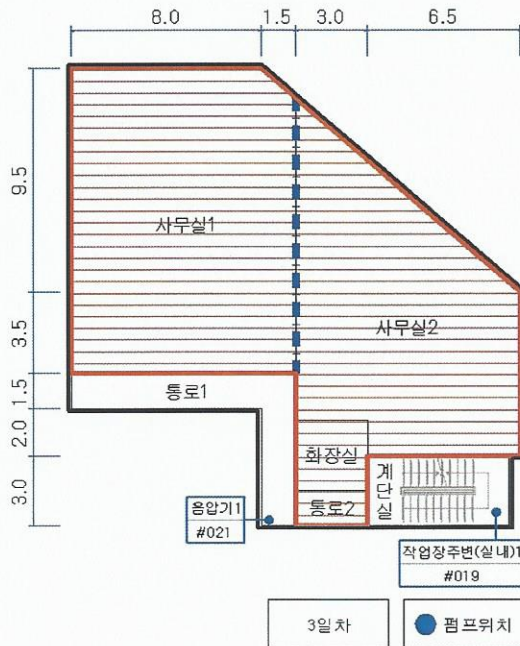 8.0 1.5 3.0 6.5
9.5
3.5
1.5
2.0
3.0
사무실1
사무실2
통로1
화장실
통로2
계단실
음압기1
#021
작업장주변(실내)1
#019
3일차
펌프위치